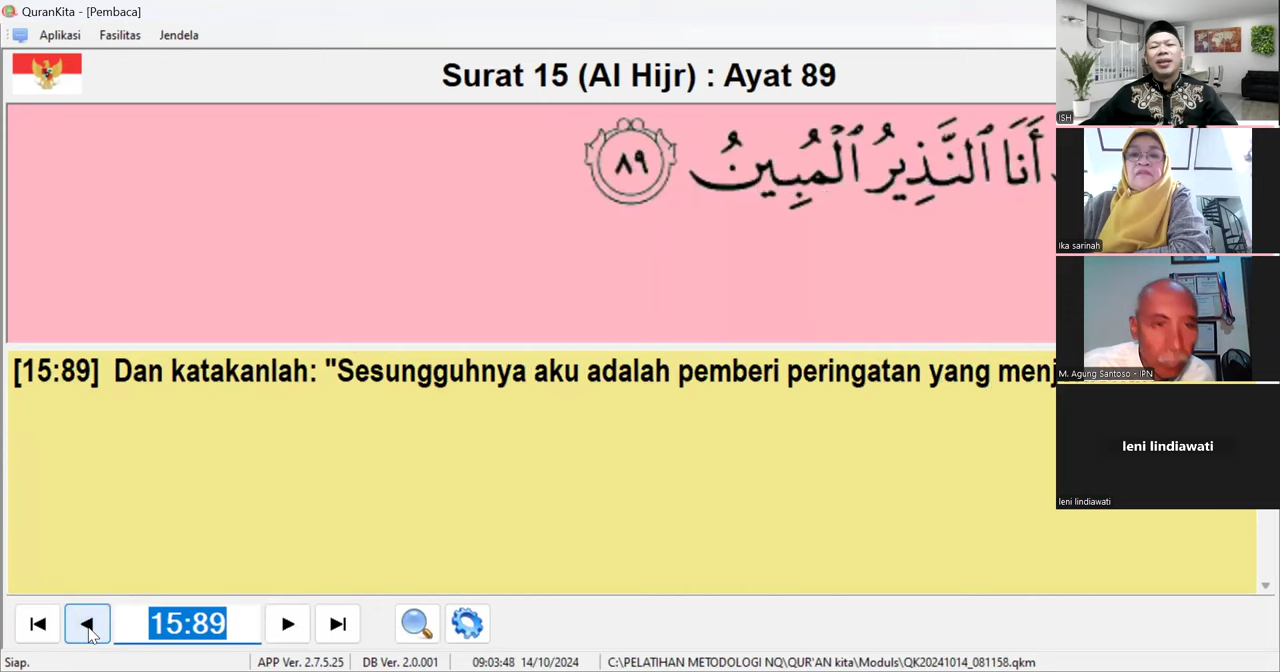 QuranKita - [Pembaca]
Aplikasi Fasilitas Jendela
Surat 15 (Al Hijr) : Ayat 89
أَنَا ٱلنَّذِيرُ ٱلْمُبِينُ ٨٩
[15:89] Dan katakanlah: "Sesungguhnya aku adalah pemberi peringatan yang menj
15:89
Siap. APP Ver. 2.7.5.25 DB Ver. 2.0.001 09:03:48 14/10/2024 C:\PELATIHAN METODOLOGI NQ\QUR'AN kita\Moduls\QK20241014_081158.qkm
ISH
Ika sarinah
M. Agung Santoso - IPN
leni lindiawati
leni lindiawati